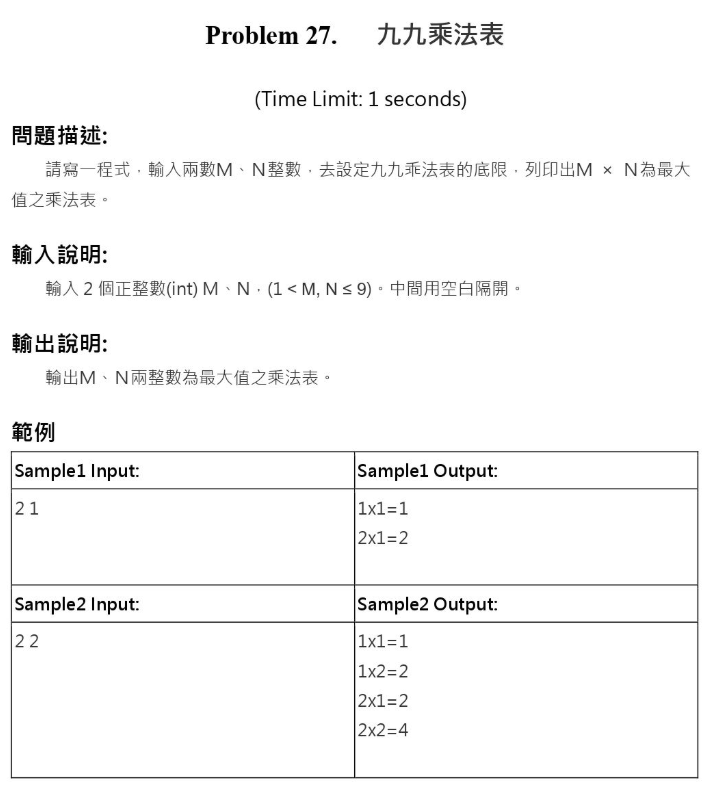 Problem 27. 九九乘法表
(Time Limit: 1 seconds)
問題描述:
請寫一程式，輸入兩數M、N整數，去設定九九乘法表的底限，列印出M × N為最大
值之乘法表。
輸入說明:
輸入 2 個正整數(int) M、N，(1 < M, N ≤ 9)。中間用空白隔開。
輸出說明:
輸出M、N兩整數為最大值之乘法表。
範例
Sample1 Input: Sample1 Output:
2 1 1x1=1
2x1=2
Sample2 Input: Sample2 Output:
2 2 1x1=1
1x2=2
2x1=2
2x2=4